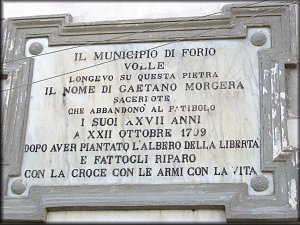 IL MUNICIPIO DI FORIO
VOLLE
LONGEVO SU QUESTA PIETRA
IL NOME DI GAETANO MORGERA
SACERDOTE
CHE ABBANDONÒ AL PATIBOLO
I SUOI XXVII ANNI
A XXII OTTOBRE 1799
DOPO AVER PIANTATO L'ALBERO DELLA LIBERTÀ
E FATTOGLI RIPARO
CON LA CROCE CON LE ARMI CON LA VITA